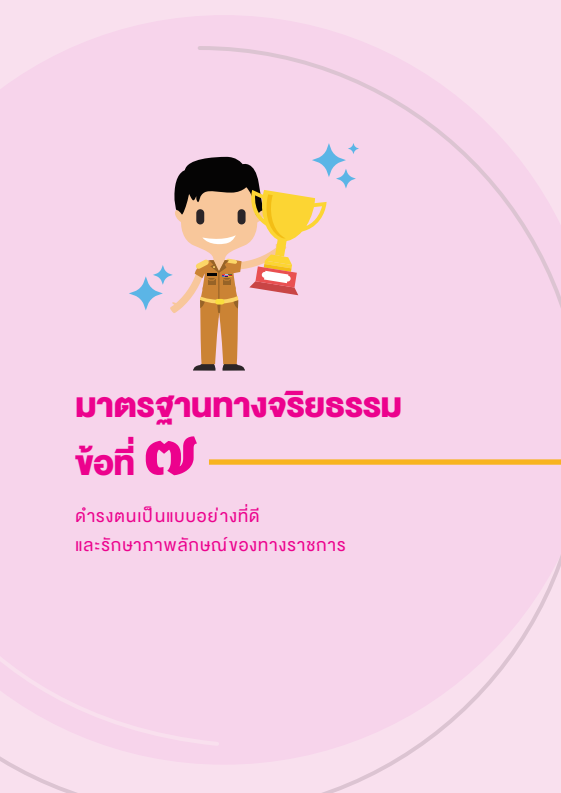 มาตรฐานทางจริยธรรม
ข้อที่ ๗
ดำรงตนเป็นแบบอย่างที่ดี
และรักษาภาพลักษณ์ของทางราชการ